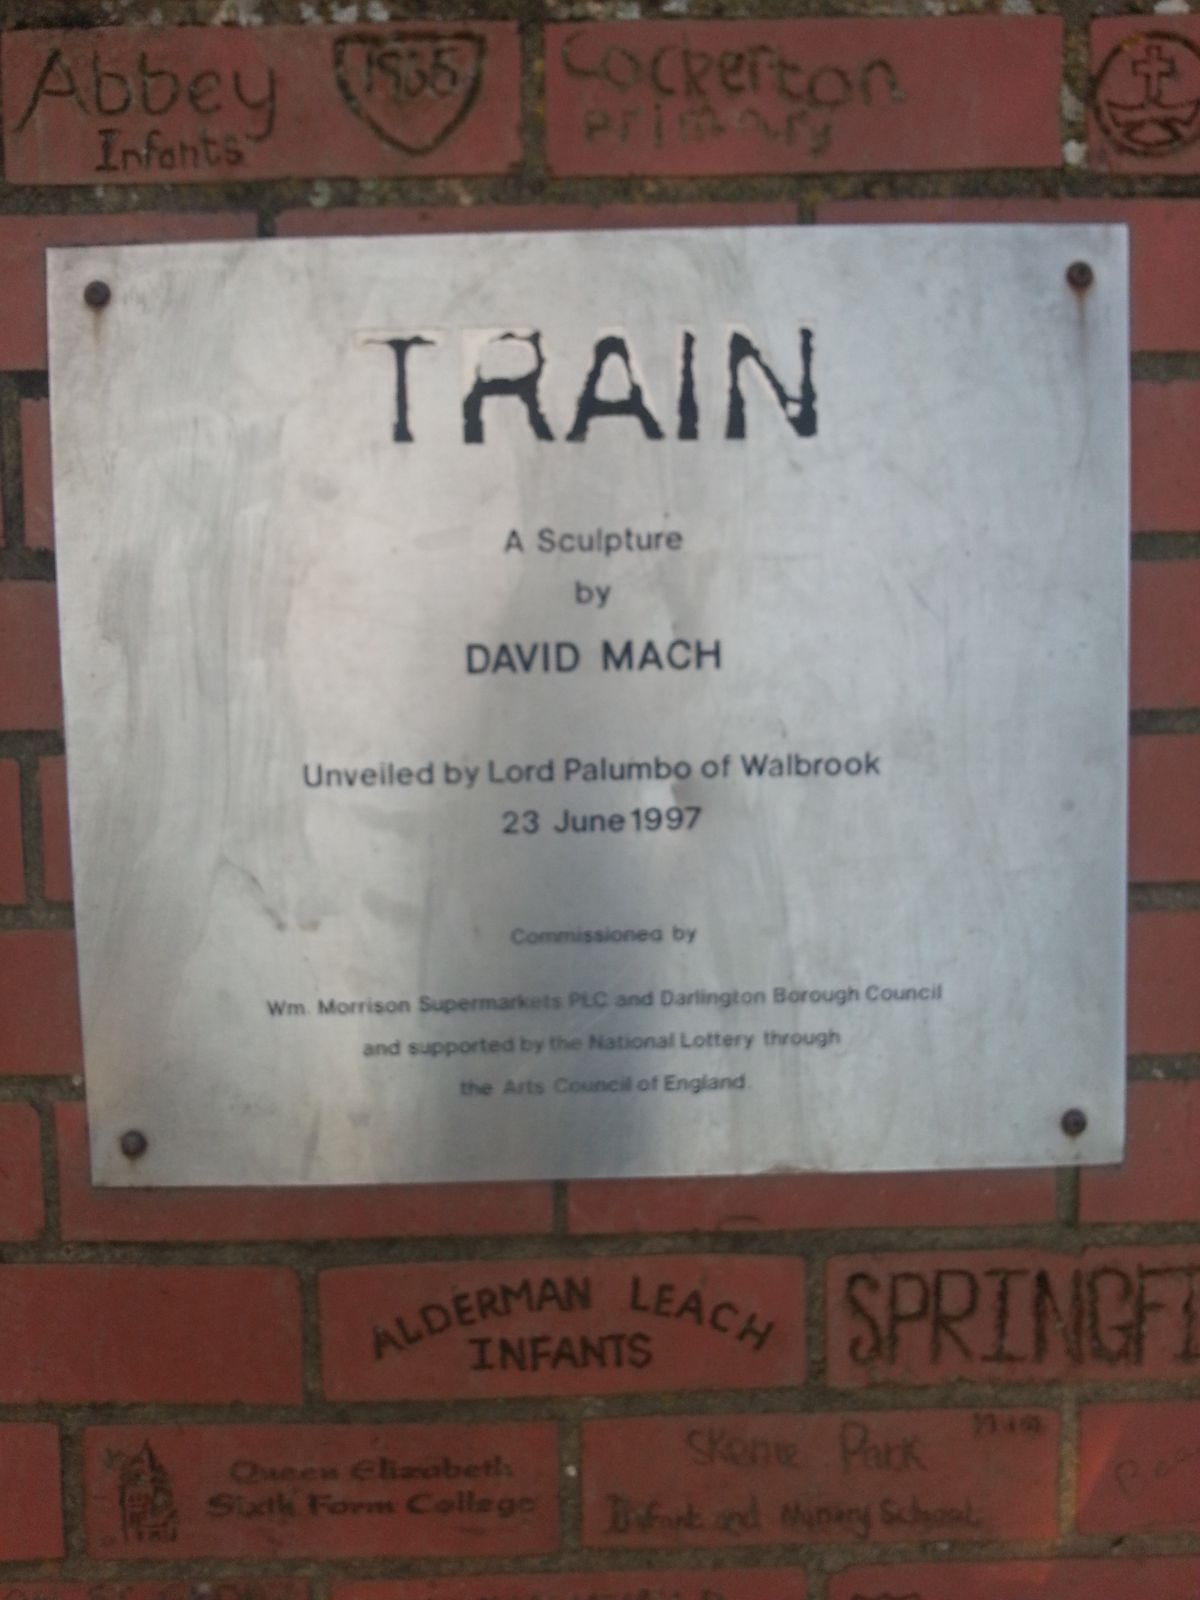 Abbey
Infants
1965
Cockerton
Primary
TRAIN
A Sculpture
by
DAVID MACH
Unveiled by Lord Palumbo of Walbrook
23 June 1997
Commissioned by
Wm. Morrison Supermarkets PLC and Darlington Borough Council
and supported by the National Lottery through
the Arts Council of England.
ALDERMAN LEACH
INFANTS
SPRINGFI
Queen Elizabeth
Sixth Form College
Skerne Park
Infant and Nursery School